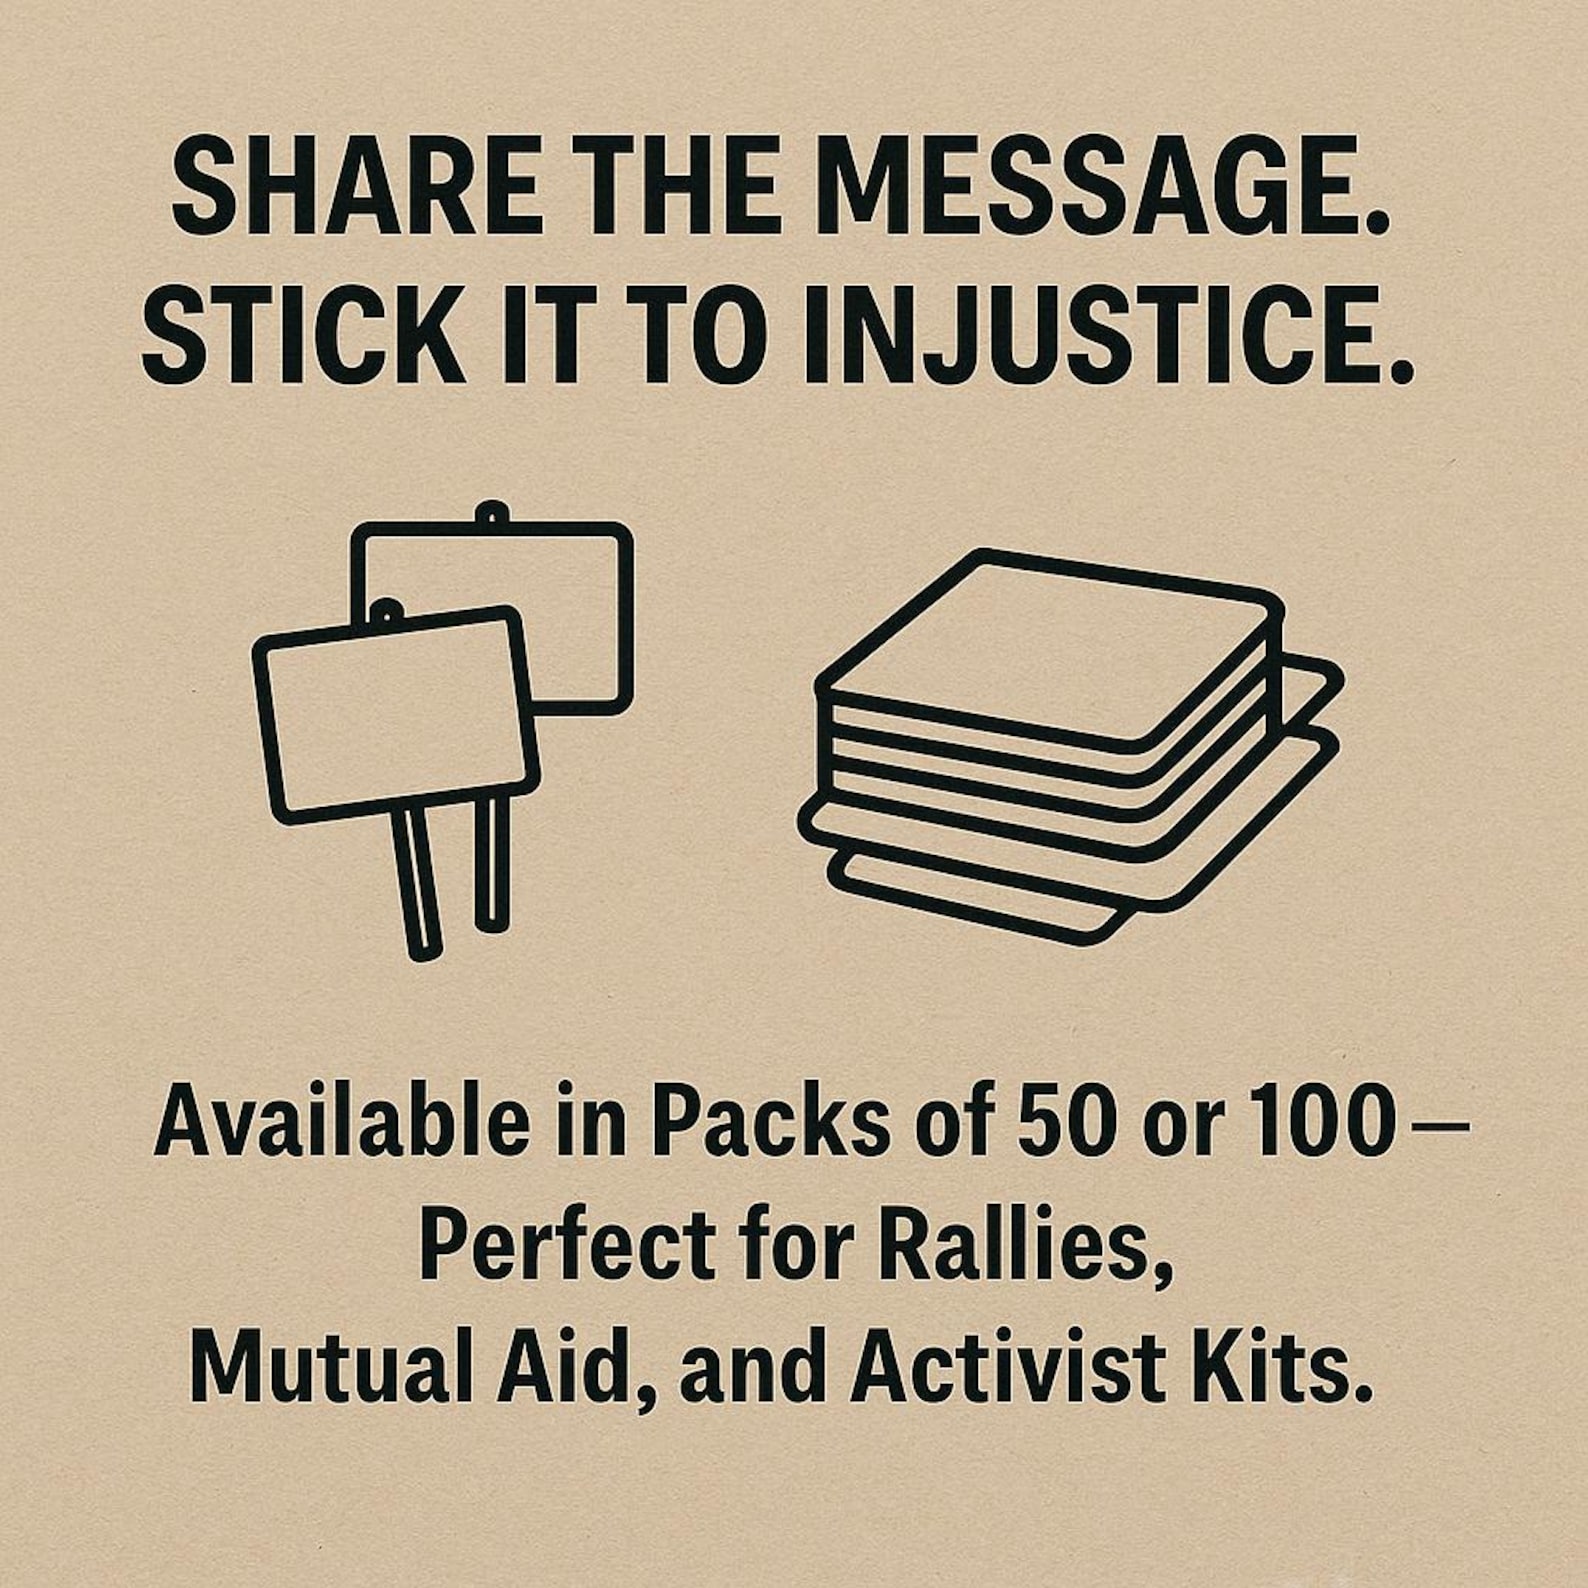 SHARE THE MESSAGE.
STICK IT TO INJUSTICE.
Available in Packs of 50 or 100—
Perfect for Rallies,
Mutual Aid, and Activist Kits.